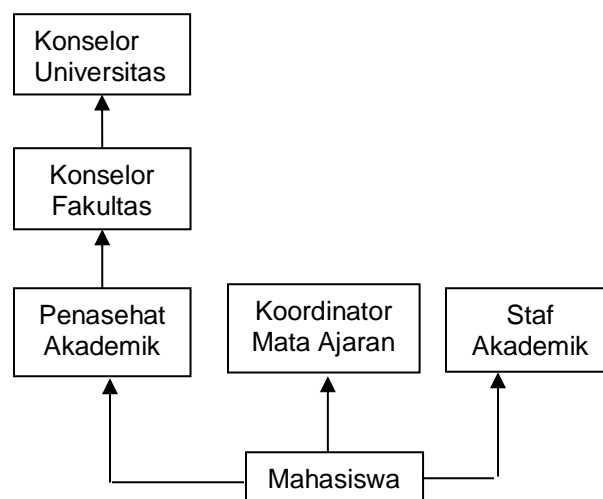 Konselor
Universitas
Konselor
Fakultas
Penasehat
Akademik
Koordinator
Mata Ajaran
Staf
Akademik
Mahasiswa